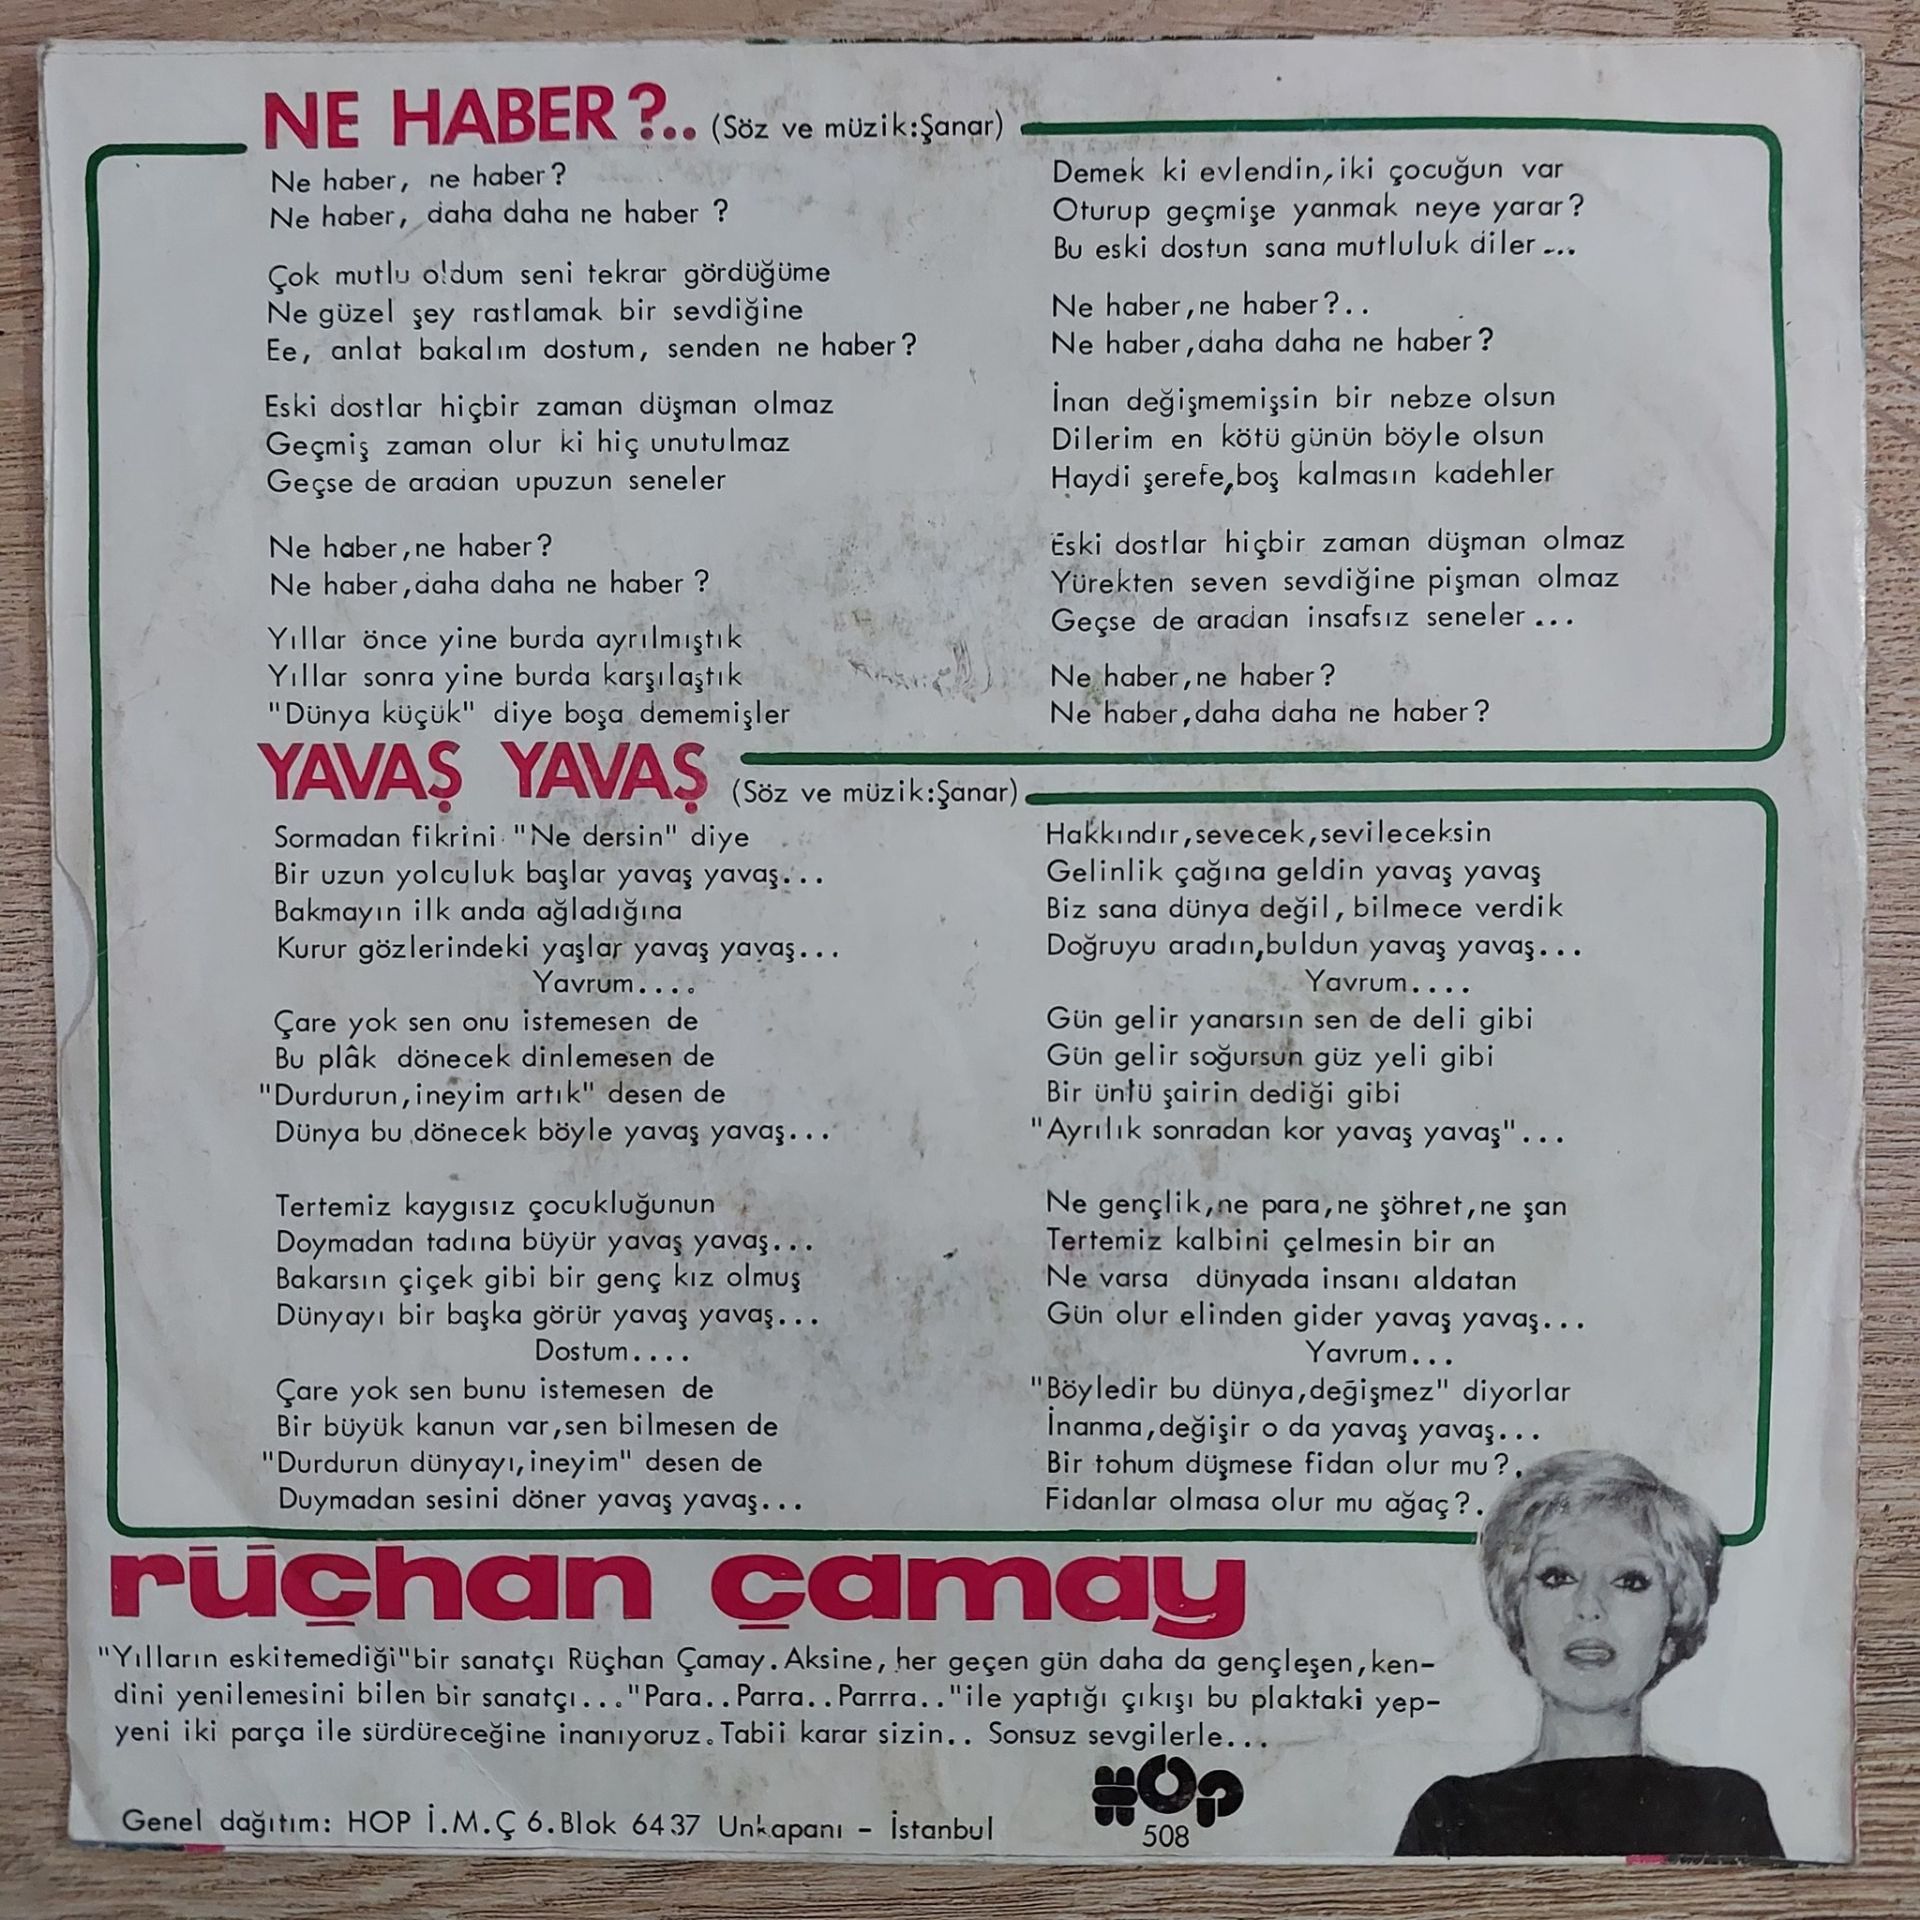 NE HABER?.. (Söz ve müzik:Şanar)
Ne haber, ne haber?
Ne haber, daha daha ne haber ?
Çok mutlu oldum seni tekrar gördüğüme
Ne güzel şey rastlamak bir sevdiğine
Ee, anlat bakalım dostum, senden ne haber?
Eski dostlar hiçbir zaman düşman olmaz
Geçmiş zaman olur ki hiç unutulmaz
Geçse de aradan upuzun seneler
Ne haber,ne haber?
Ne haber,daha daha ne haber ?
Yıllar önce yine burda ayrılmıştık
Yıllar sonra yine burda karşılaştık
"Dünya küçük" diye boşa dememişler
Demek ki evlendin,iki çocuğun var
Oturup geçmişe yanmak neye yarar?
Bu eski dostun sana mutluluk diler...
Ne haber,ne haber?..
Ne haber,daha daha ne haber?
İnan değişmemişsin bir nebze olsun
Dilerim en kötü günün böyle olsun
Haydi şerefe,boş kalmasın kadehler
Eski dostlar hiçbir zaman düşman olmaz
Yürekten seven sevdiğine pişman olmaz
Geçse de aradan insafsız seneler...
Ne haber,ne haber?
Ne haber,daha daha ne haber?
YAVAŞ YAVAŞ (Söz ve müzik:Şanar)
Sormadan fikrini "Ne dersin" diye
Bir uzun yolculuk başlar yavaş yavaş...
Bakmayın ilk anda ağladığına
Kurur gözlerindeki yaşlar yavaş yavaş...
Yavrum....
Çare yok sen onu istemesen de
Bu plâk dönecek dinlemesen de
"Durdurun,ineyim artık" desen de
Dünya bu dönecek böyle yavaş yavaş...
Tertemiz kaygısız çocukluğunun
Doymadan tadına büyür yavaş yavaş...
Bakarsın çiçek gibi bir genç kız olmuş
Dünyayı bir başka görür yavaş yavaş...
Dostum....
Çare yok sen bunu istemesen de
Bir büyük kanun var,sen bilmesen de
"Durdurun dünyayı,ineyim" desen de
Duymadan sesini döner yavaş yavaş...
Hakkındır,sevecek,sevileceksin
Gelinlik çağına geldin yavaş yavaş
Biz sana dünya değil, bilmece verdik
Doğruyu aradın,buldun yavaş yavaş...
Yavrum....
Gün gelir yanarsın sen de deli gibi
Gün gelir soğursun güz yeli gibi
Bir ünlü şairin dediği gibi
"Ayrılık sonradan kor yavaş yavaş"...
Ne gençlik,ne para,ne şöhret,ne şan
Tertemiz kalbini çelmesin bir an
Ne varsa dünyada insanı aldatan
Gün olur elinden gider yavaş yavaş...
Yavrum...
"Böyledir bu dünya,değişmez" diyorlar
İnanma,değişir o da yavaş yavaş...
Bir tohum düşmese fidan olur mu?.
Fidanlar olmasa olur mu ağaç?.
rüçhan çamay
"Yılların eskitemediği"bir sanatçı Rüçhan Çamay.Aksine, her geçen gün daha da gençleşen,ken-
dini yenilemesini bilen bir sanatçı..."Para..Parra..Parrra.."ile yaptığı çıkışı bu plaktaki yep-
yeni iki parça ile sürdüreceğine inanıyoruz.Tabii karar sizin.. Sonsuz sevgilerle...
HOP
508
Genel dağıtım: HOP İ.M.Ç 6.Blok 6437 Unkapanı - İstanbul